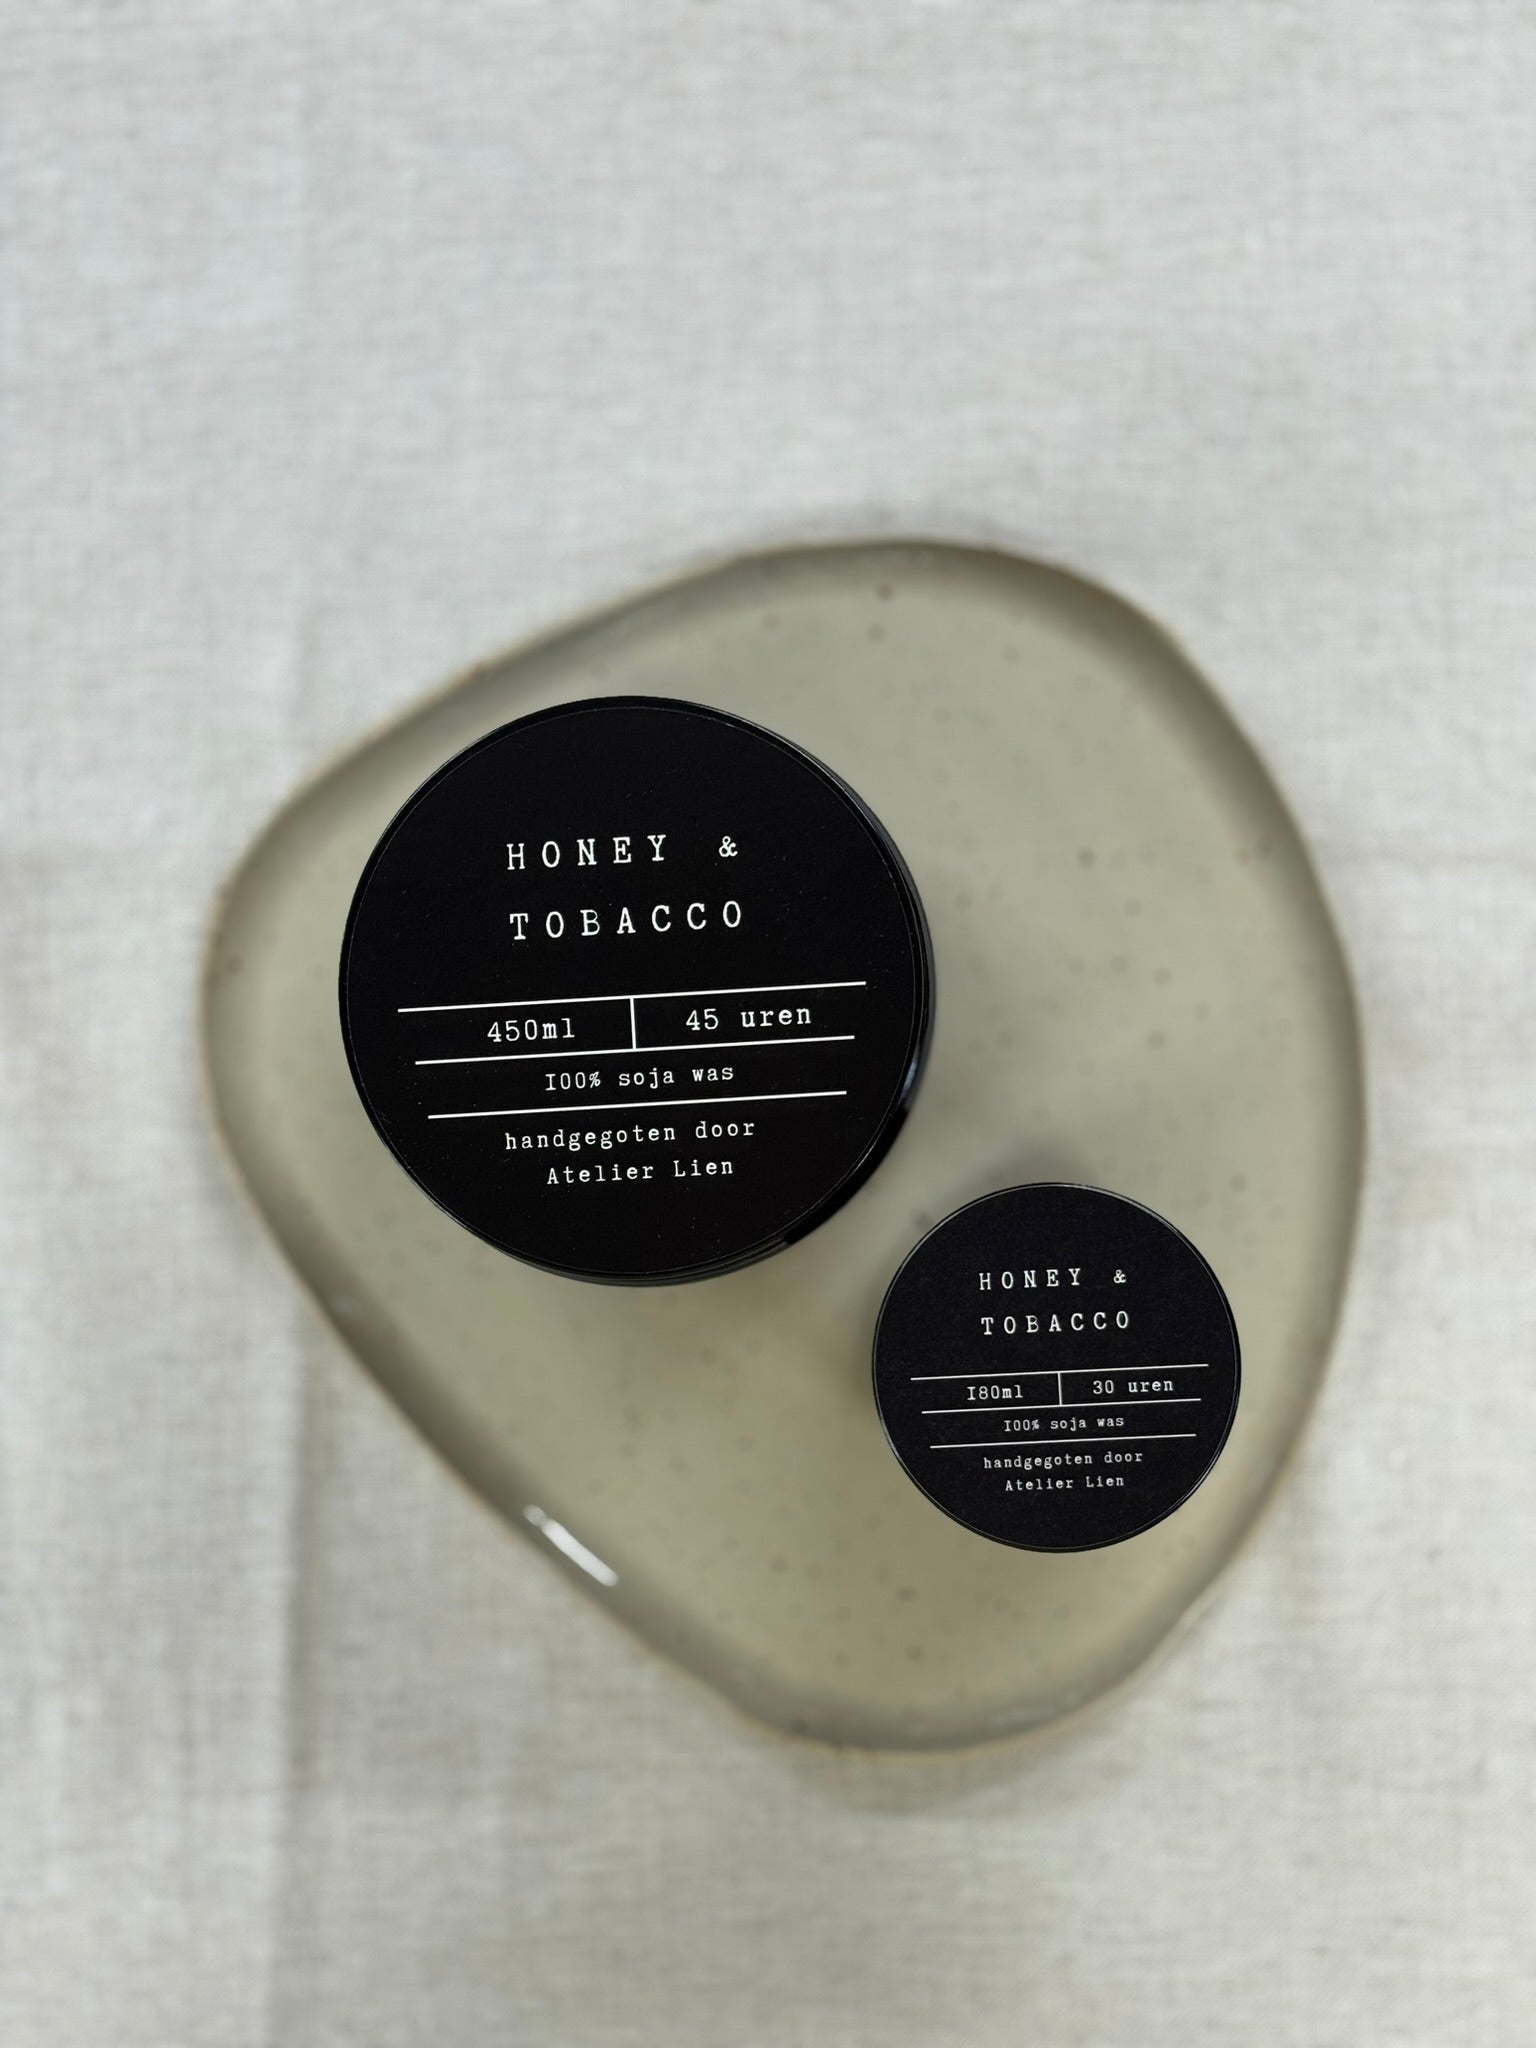 HONEY &
TOBACCO
450ml | 45 uren
100% soja was
handgegoten door
Atelier Lien
HONEY &
TOBACCO
180ml | 30 uren
100% soja was
handgegoten door
Atelier Lien